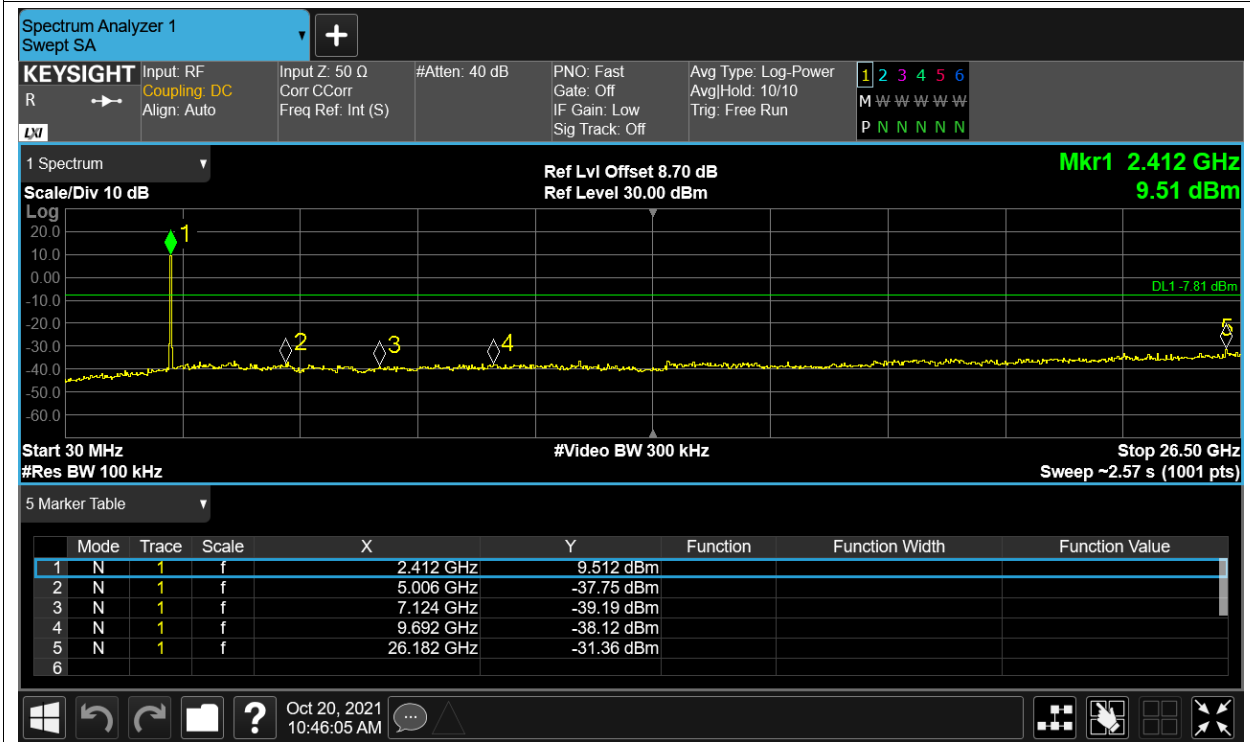 Spectrum Analyzer 1
Swept SA
+
KEYSIGHT Input: RF Input Z: 50 Ω #Atten: 40 dB PNO: Fast Avg Type: Log-Power 1 2 3 4 5 6
R Coupling: DC Corr CCorr Gate: Off Avg|Hold: 10/10 M W W W W W
Align: Auto Freq Ref: Int (S) IF Gain: Low Trig: Free Run
LXI Sig Track: Off P N N N N N
1 Spectrum Ref Lvl Offset 8.70 dB Mkr1 2.412 GHz
Scale/Div 10 dB Ref Level 30.00 dBm 9.51 dBm
Log
20.0
1
10.0
0.00
DL1 -7.81 dBm
-10.0
-20.0
5
-30.0
2 3 4
-40.0
-50.0
-60.0
Start 30 MHz #Video BW 300 kHz Stop 26.50 GHz
#Res BW 100 kHz Sweep ~2.57 s (1001 pts)
5 Marker Table
Mode Trace Scale X Y Function Function Width Function Value
1 N 1 f 2.412 GHz 9.512 dBm
2 N 1 f 5.006 GHz -37.75 dBm
3 N 1 f 7.124 GHz -39.19 dBm
4 N 1 f 9.692 GHz -38.12 dBm
5 N 1 f 26.182 GHz -31.36 dBm
6
? Oct 20, 2021
10:46:05 AM